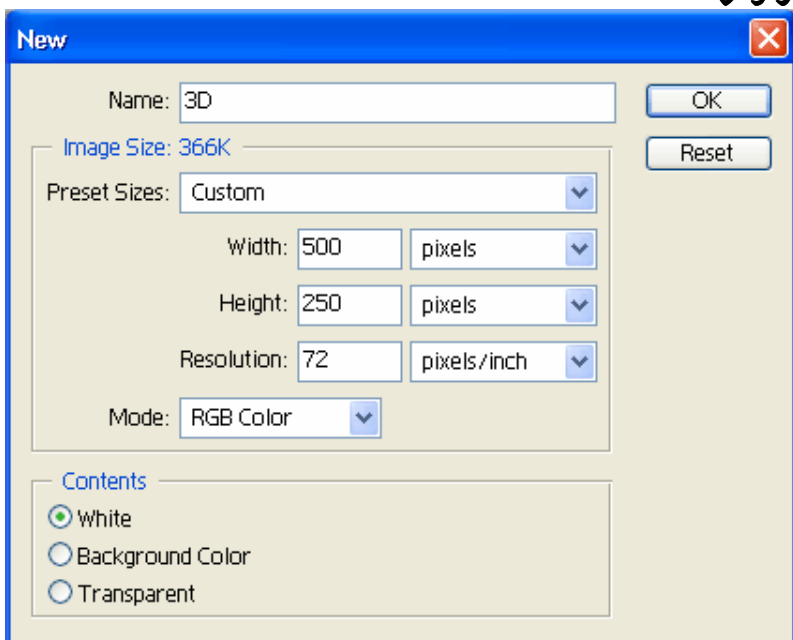 New
Name: 3D
OK
Image Size: 366K
Reset
Preset Sizes: Custom
Width: 500 pixels
Height: 250 pixels
Resolution: 72 pixels/inch
Mode: RGB Color
Contents
White
Background Color
Transparent